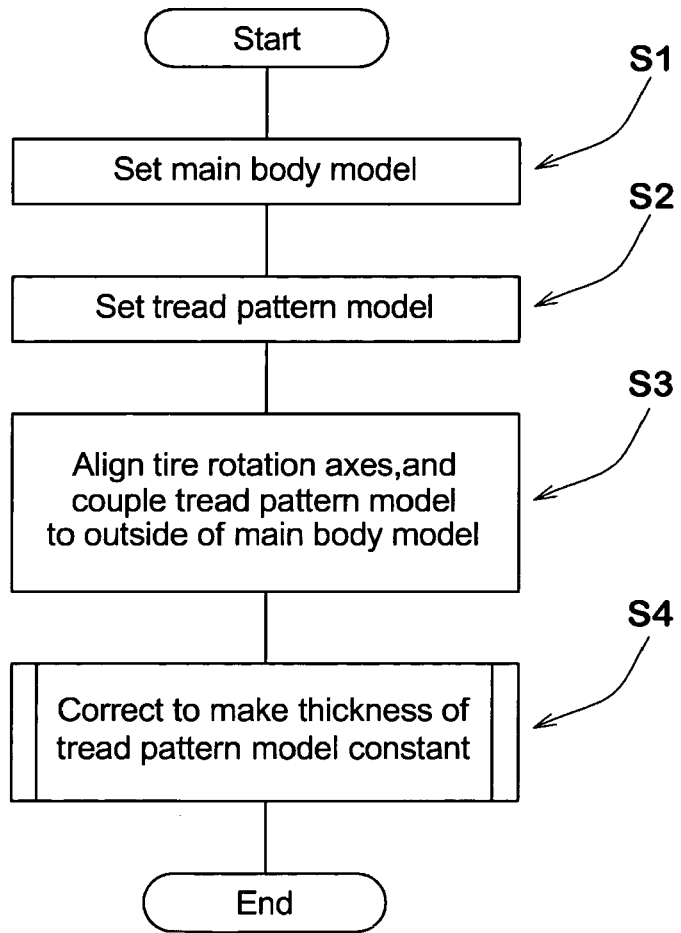 Start
S1
Set main body model
S2
Set tread pattern model
S3
Align tire rotation axes,and
couple tread pattern model
to outside of main body model
S4
Correct to make thickness of
tread pattern model constant
End